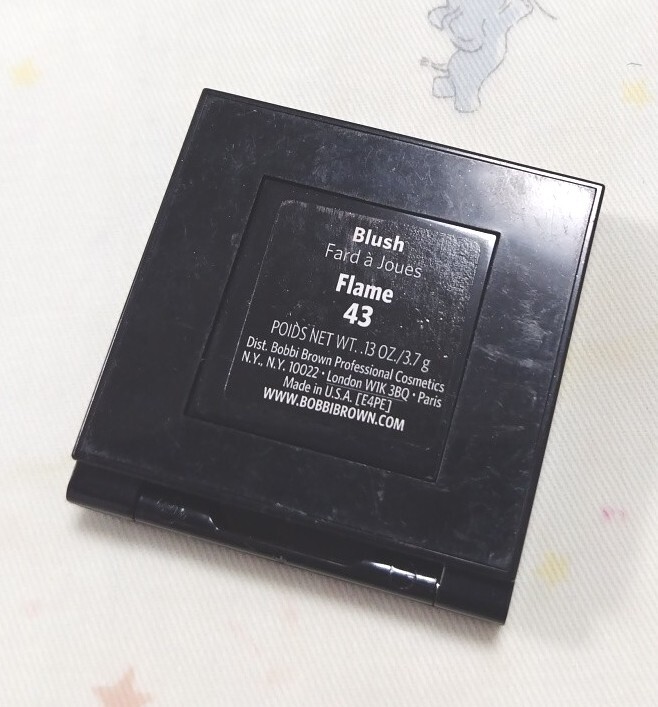 Blush
Fard à Joues
Flame
43
POIDS NET WT. .13 OZ./3.7 g
Dist. Bobbi Brown Professional Cosmetics
N.Y., N.Y. 10022 · London W1K 3BQ · Paris
Made in U.S.A. [E4PE]
WWW.BOBBIBROWN.COM